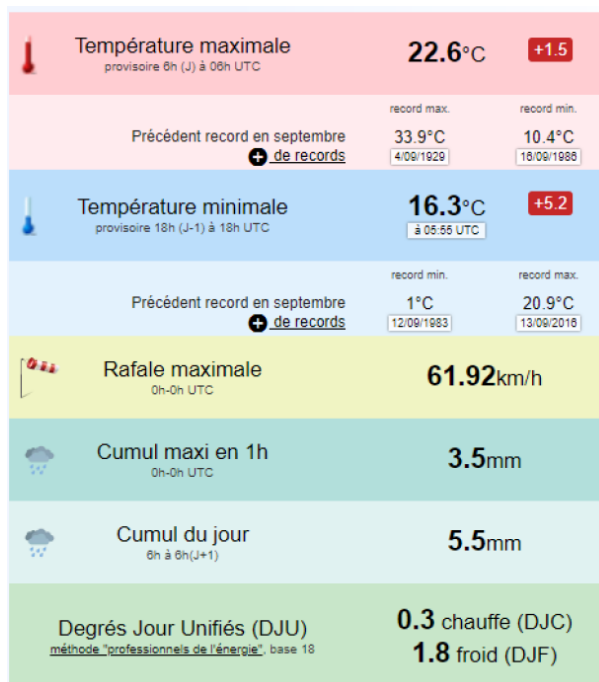 Température maximale
22.6°C
+1.5
provisoire 6h (J) à 06h UTC
record max.
record min.
Précédent record en septembre
33.9°C
10.4°C
+ de records
4/09/1929
16/09/1986
Température minimale
16.3°C
+5.2
provisoire 18h (J-1) à 18h UTC
à 05:55 UTC
record min.
record max.
Précédent record en septembre
1°C
20.9°C
+ de records
12/09/1983
13/09/2016
Rafale maximale
61.92km/h
0h-0h UTC
Cumul maxi en 1h
3.5mm
0h-0h UTC
Cumul du jour
5.5mm
6h à 6h(J+1)
Degrés Jour Unifiés (DJU)
0.3 chauffe (DJC)
méthode "professionnels de l'énergie", base 18
1.8 froid (DJF)